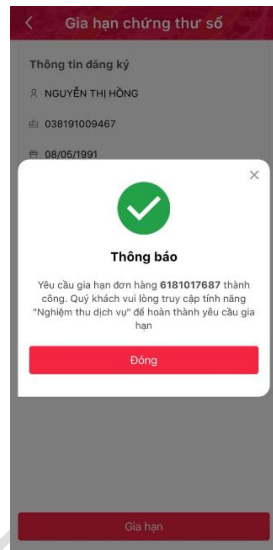 Gia hạn chứng thư số
Thông tin đăng ký
NGUYỄN THỊ HỒNG
038191009467
08/05/1991
Thông báo
Yêu cầu gia hạn đơn hàng 6181017687 thành
công. Quý khách vui lòng truy cập tính năng
"Nghiệm thu dịch vụ" để hoàn thành yêu cầu gia
hạn
Đóng
Gia hạn